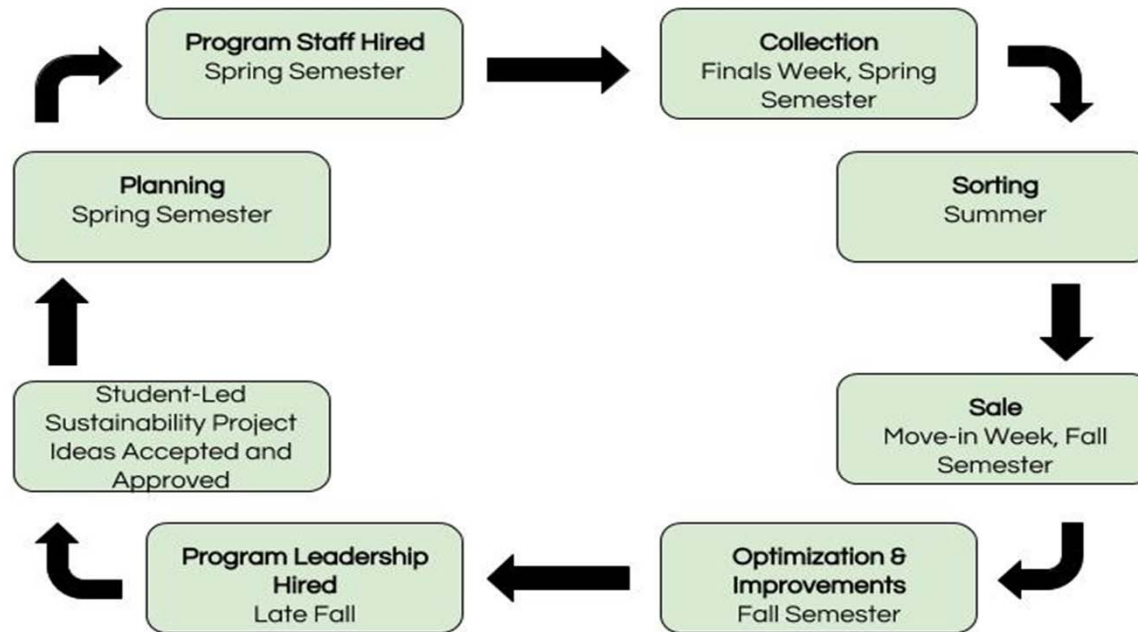 Program Staff Hired
Spring Semester
Collection
Finals Week, Spring
Semester
Sorting
Summer
Sale
Move-in Week, Fall
Semester
Optimization &
Improvements
Fall Semester
Program Leadership
Hired
Late Fall
Student-Led
Sustainability Project
Ideas Accepted and
Approved
Planning
Spring Semester